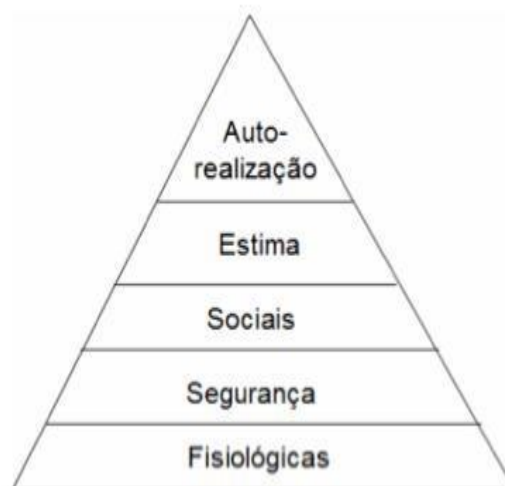 Auto-
realização
Estima
Sociais
Segurança
Fisiológicas